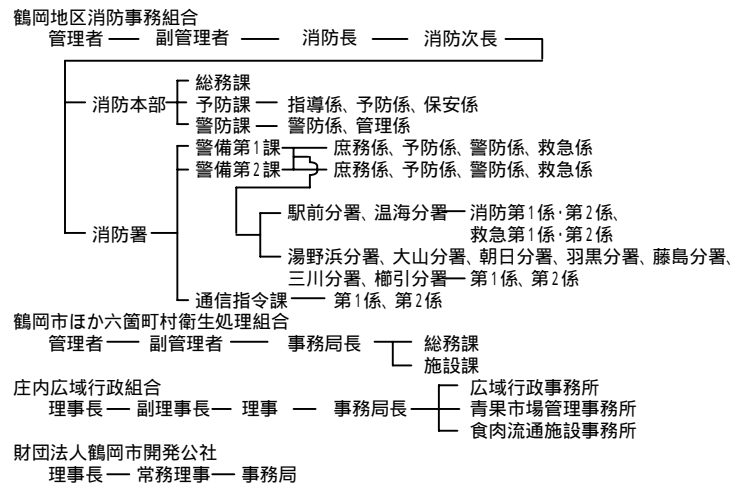 鶴岡地区消防事務組合
管理者 副管理者 消防長 消防次長
総務課
消防本部 予防課 指導係、予防係、保安係
警防課 警防係、管理係
警備第1課 庶務係、予防係、警防係、救急係
警備第2課 庶務係、予防係、警防係、救急係
駅前分署、温海分署 消防第1係・第2係、
消防署 救急第1係・第2係
湯野浜分署、大山分署、朝日分署、羽黒分署、藤島分署、
三川分署、櫛引分署 第1係、第2係
通信指令課 第1係、第2係
鶴岡市ほか六箇町村衛生処理組合
管理者 副管理者 事務局長 総務課
施設課
庄内広域行政組合 広域行政事務所
理事長 副理事長 理事 事務局長 青果市場管理事務所
食肉流通施設事務所
財団法人鶴岡市開発公社
理事長 常務理事 事務局